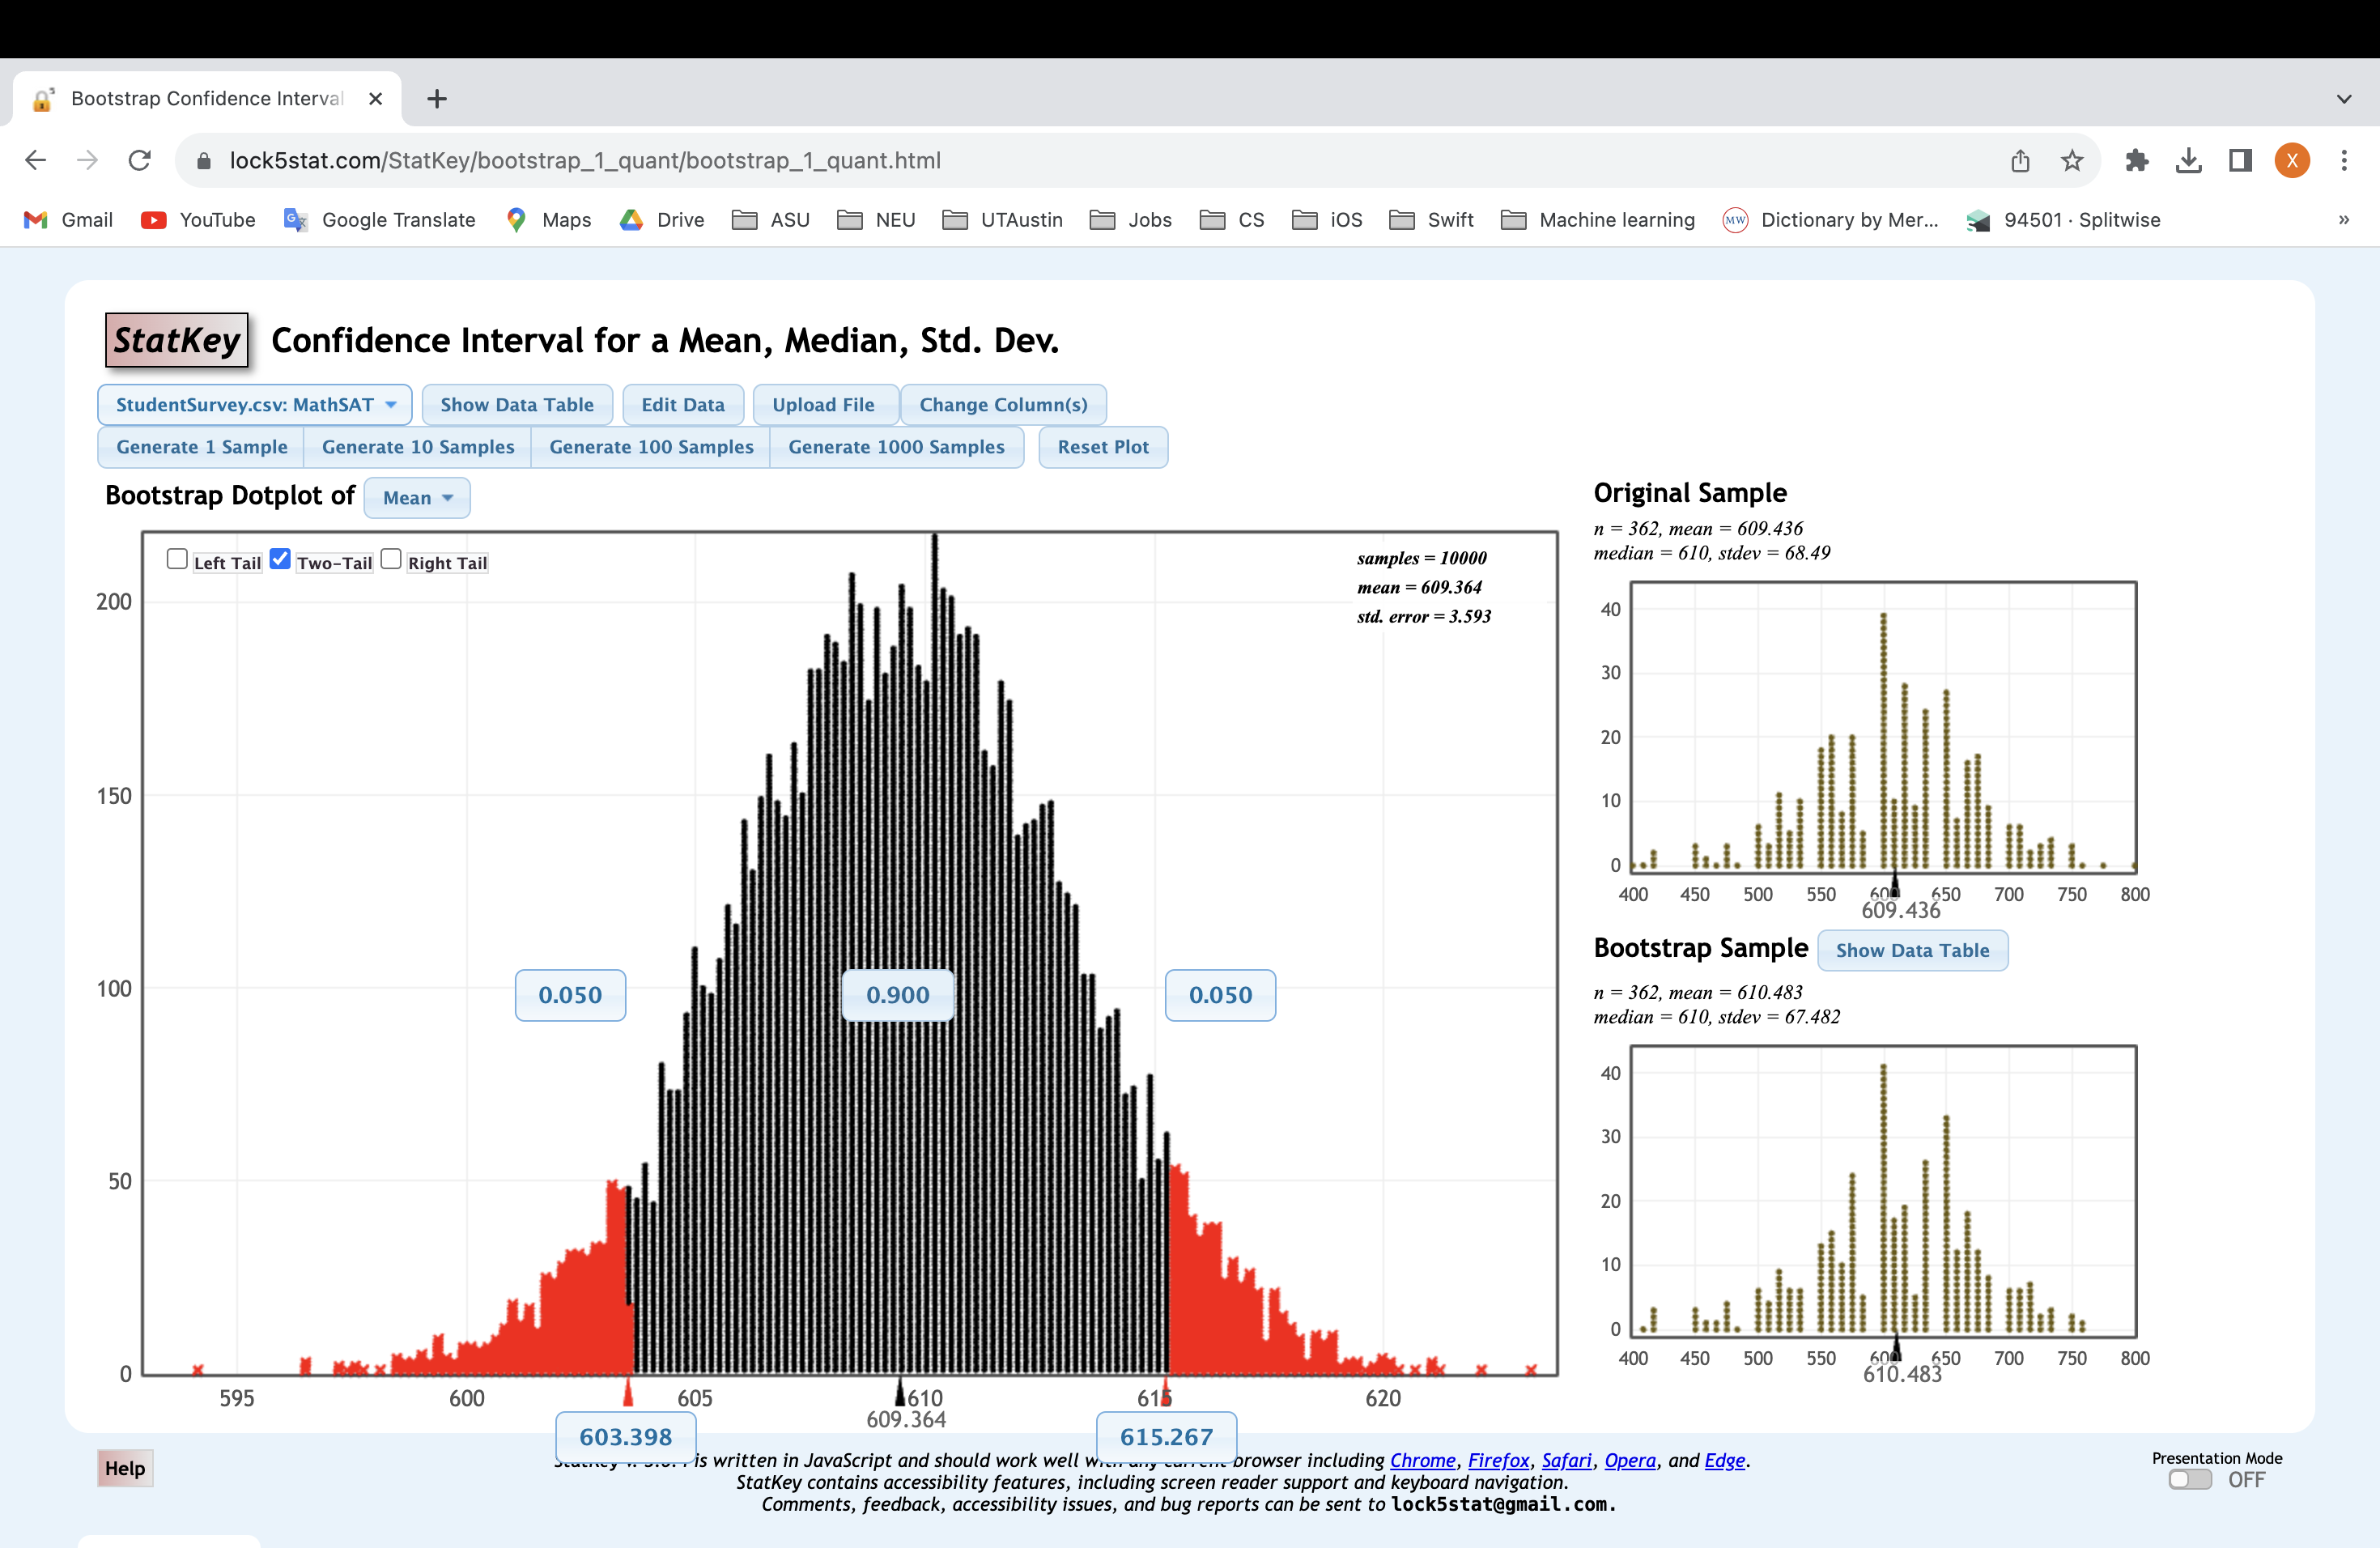 Bootstrap Confidence Interval
lock5stat.com/StatKey/bootstrap_1_quant/bootstrap_1_quant.html
X
Gmail YouTube Google Translate Maps Drive ASU NEU UTAustin Jobs CS iOS Swift Machine learning MW Dictionary by Mer... 94501 · Splitwise »
StatKey Confidence Interval for a Mean, Median, Std. Dev.
StudentSurvey.csv: MathSAT Show Data Table Edit Data Upload File Change Column(s)
Generate 1 Sample Generate 10 Samples Generate 100 Samples Generate 1000 Samples Reset Plot
Bootstrap Dotplot of Mean
Left Tail Two-Tail Right Tail
samples = 10000
mean = 609.364
std. error = 3.593
200
150
100
50
0
0.050 0.900 0.050
595 600 605 610 615 620
609.364
603.398 615.267
Original Sample
n = 362, mean = 609.436
median = 610, stdev = 68.49
40
30
20
10
0
400 450 500 550 600 650 700 750 800
609.436
Bootstrap Sample Show Data Table
n = 362, mean = 610.483
median = 610, stdev = 67.482
40
30
20
10
0
400 450 500 550 600 650 700 750 800
610.483
Help
is written in JavaScript and should work well with any current browser including Chrome, Firefox, Safari, Opera, and Edge.
StatKey contains accessibility features, including screen reader support and keyboard navigation.
Comments, feedback, accessibility issues, and bug reports can be sent to lock5stat@gmail.com.
Presentation Mode
OFF